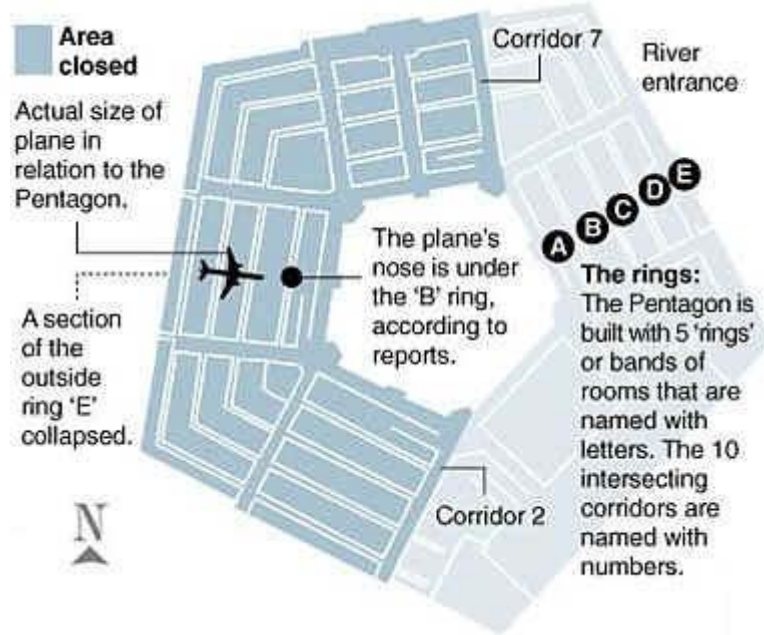 Area
closed
Actual size of
plane in
relation to the
Pentagon.
A section
of the
outside
ring ‘E’
collapsed.
N
Corridor 7
River
entrance
A B C D E
The plane’s
nose is under
the ‘B’ ring,
according to
reports.
Corridor 2
The rings:
The Pentagon is
built with 5 ‘rings’
or bands of
rooms that are
named with
letters. The 10
intersecting
corridors are
named with
numbers.